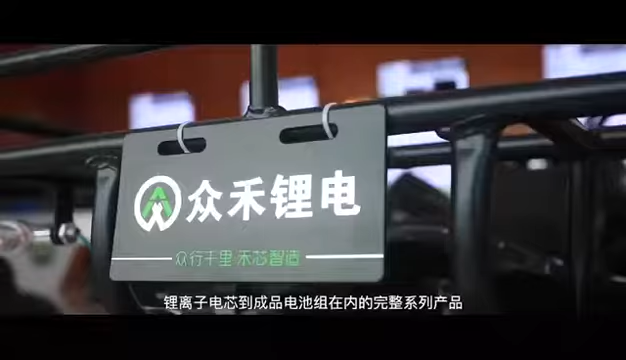 众禾锂电
众行千里 禾芯智造
锂离子电芯到成品电池组在内的完整系列产品